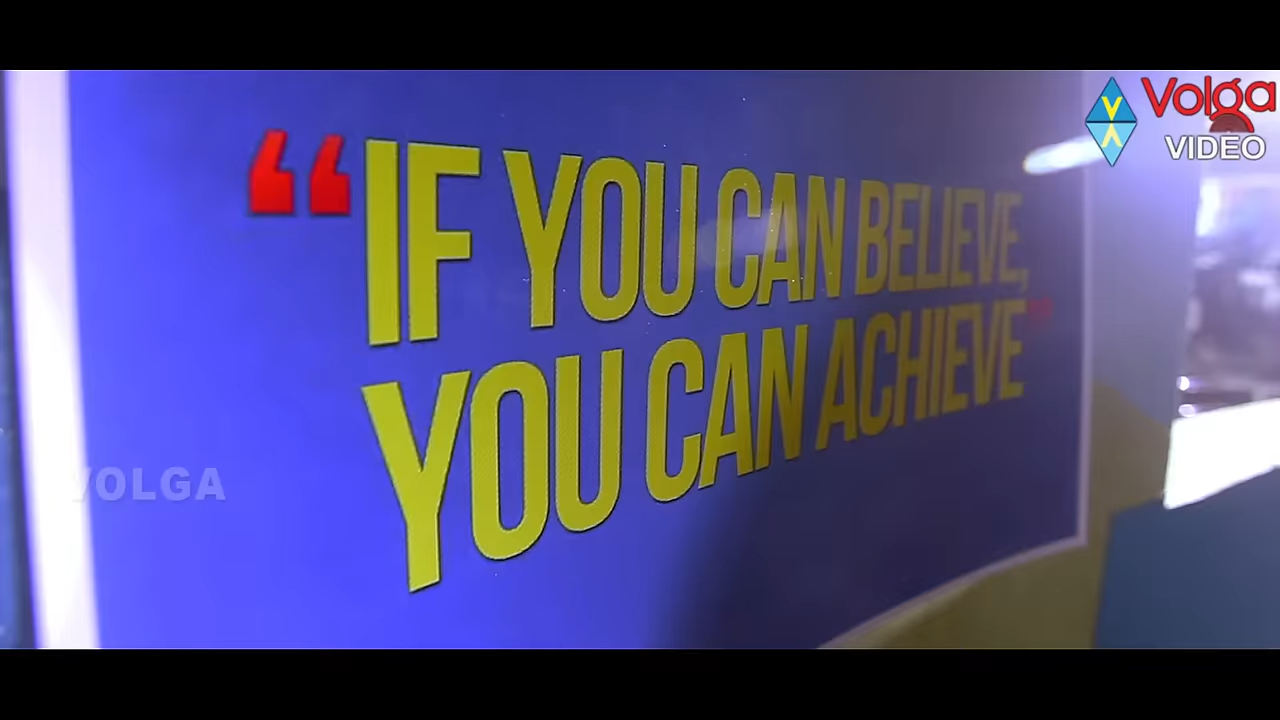 Volga
VIDEO
“IF YOU CAN BELIEVE,
YOU CAN ACHIEVE”
VOLGA